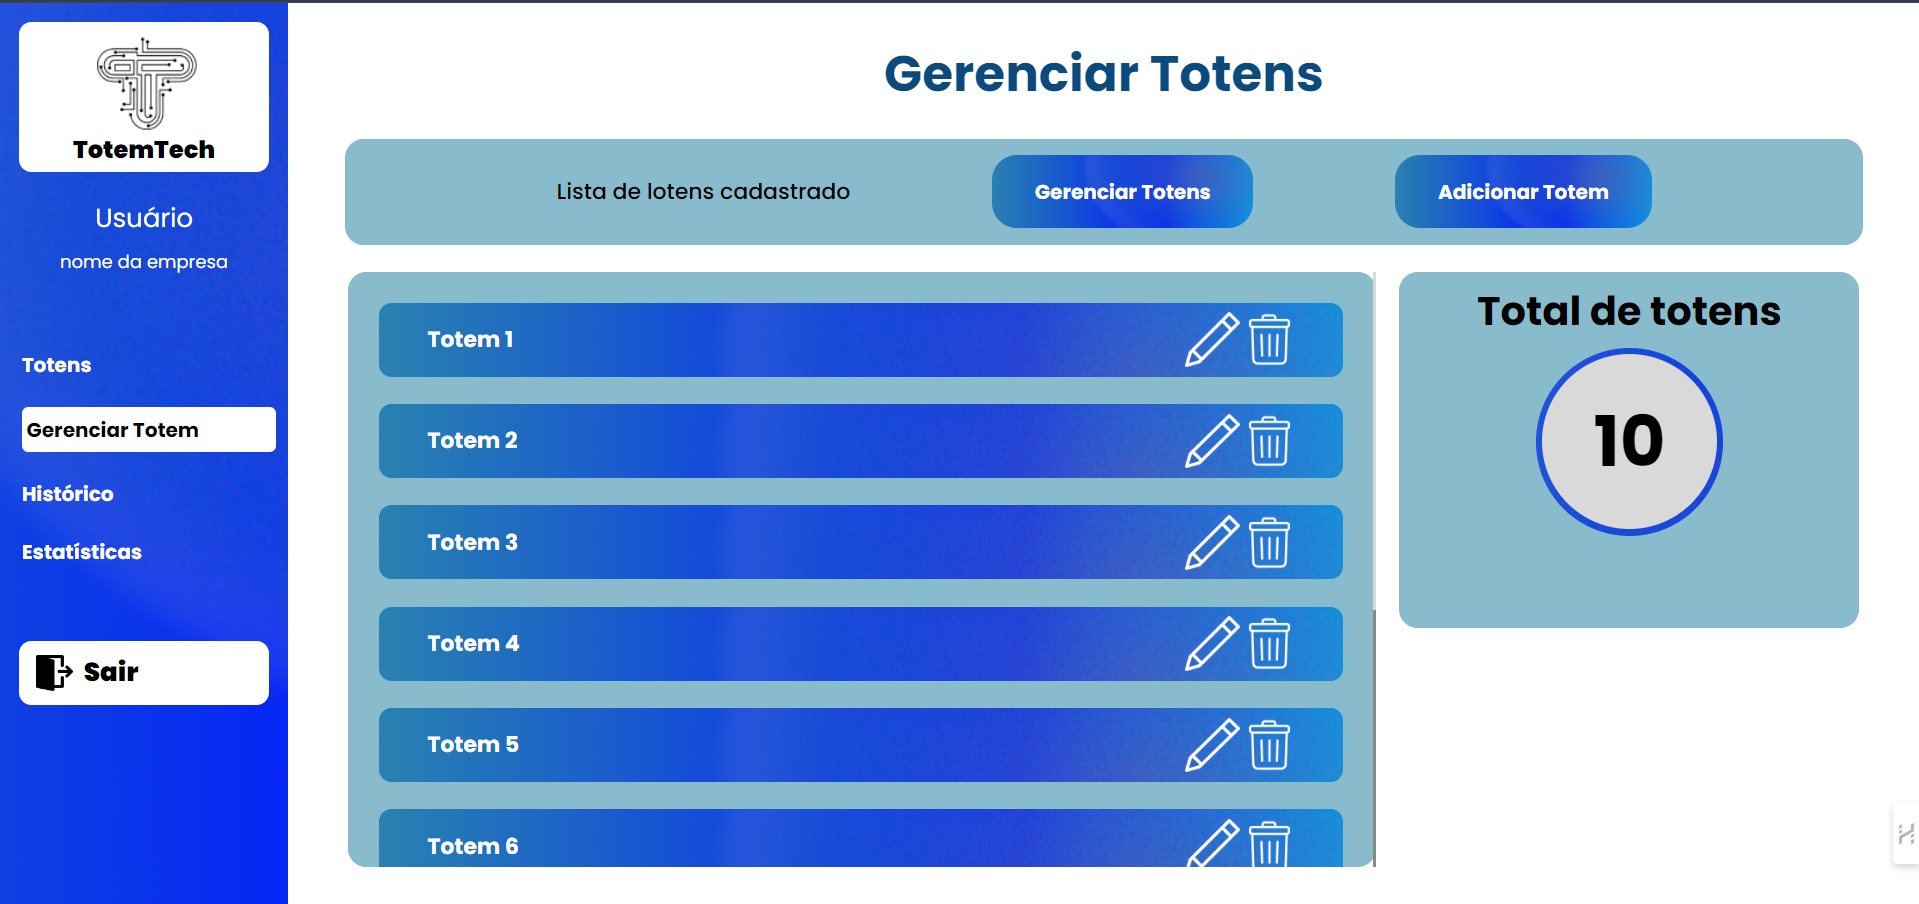 TotemTech
Usuário
nome da empresa
Totens
Gerenciar Totem
Histórico
Estatísticas
Sair
Gerenciar Totens
Lista de lotens cadastrado
Gerenciar Totens
Adicionar Totem
Totem 1
Totem 2
Totem 3
Totem 4
Totem 5
Totem 6
Total de totens
10